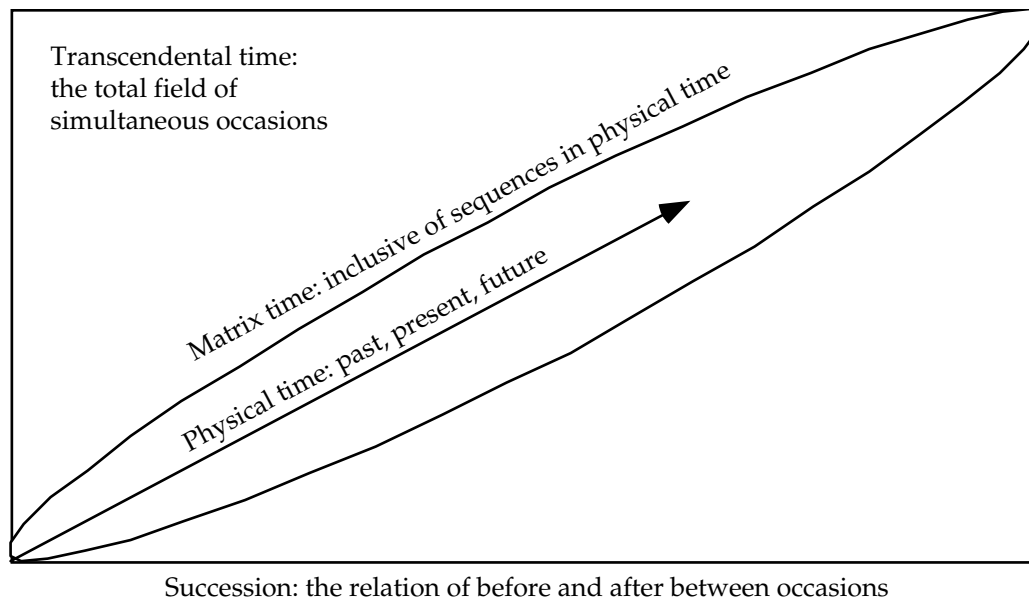 Transcendental time:
the total field of
simultaneous occasions
Matrix time: inclusive of sequences in physical time
Physical time: past, present, future
Succession: the relation of before and after between occasions